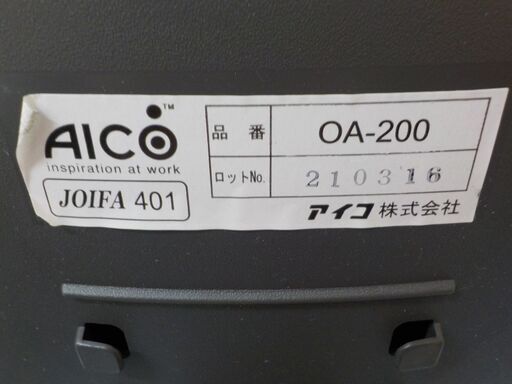 AICO™
inspiration at work
JOIFA 401
品番 OA-200
ロットNo. 210316
アイコ株式会社